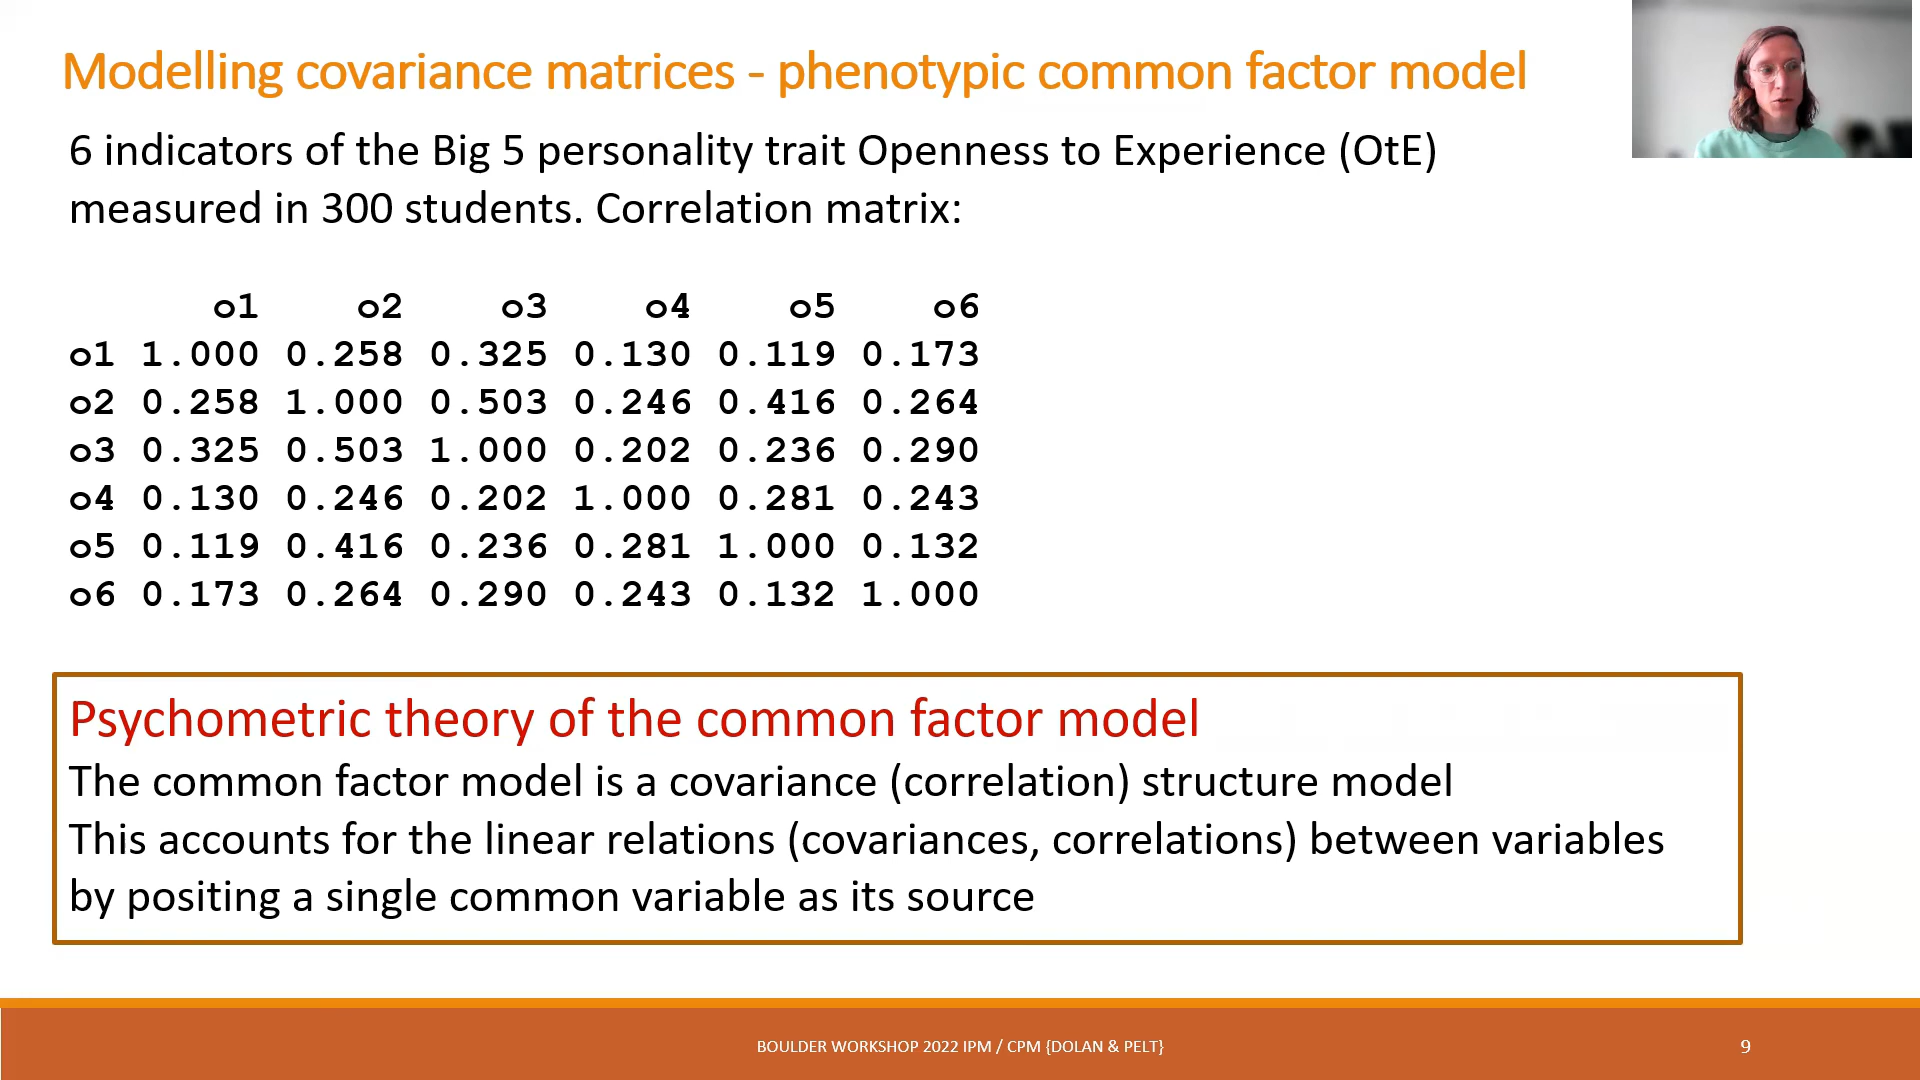 Modelling covariance matrices - phenotypic common factor model
6 indicators of the Big 5 personality trait Openness to Experience (OtE)
measured in 300 students. Correlation matrix:
o1 o2 o3 o4 o5 o6
o1 1.000 0.258 0.325 0.130 0.119 0.173
o2 0.258 1.000 0.503 0.246 0.416 0.264
o3 0.325 0.503 1.000 0.202 0.236 0.290
o4 0.130 0.246 0.202 1.000 0.281 0.243
o5 0.119 0.416 0.236 0.281 1.000 0.132
o6 0.173 0.264 0.290 0.243 0.132 1.000
Psychometric theory of the common factor model
The common factor model is a covariance (correlation) structure model
This accounts for the linear relations (covariances, correlations) between variables
by positing a single common variable as its source
BOULDER WORKSHOP 2022 IPM / CPM {DOLAN & PELT}
9